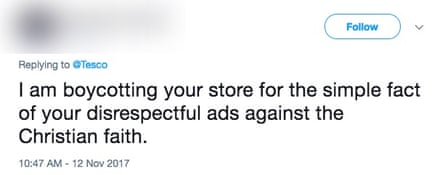 Follow
Replying to @Tesco
I am boycotting your store for the simple fact
of your disrespectful ads against the
Christian faith.
10:47 AM - 12 Nov 2017